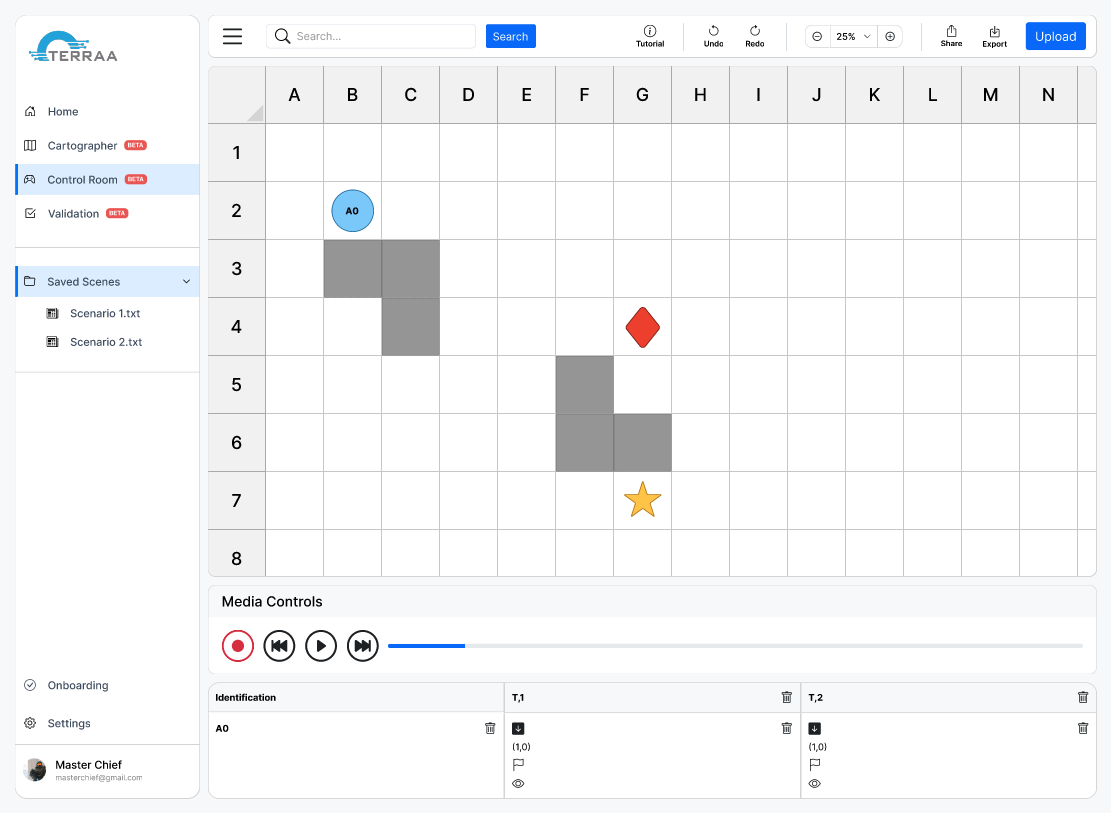 TERRAA
Home
Cartographer BETA
Control Room BETA
Validation BETA
Saved Scenes
Scenario 1.txt
Scenario 2.txt
Onboarding
Settings
Master Chief
masterchief@gmail.com
Search... Search Tutorial Undo Redo 25% Share Export Upload
A B C D E F G H I J K L M N
1
2 A0
3
4
5
6
7
8
Media Controls
Identification T,1 T,2
A0
(1,0) (1,0)